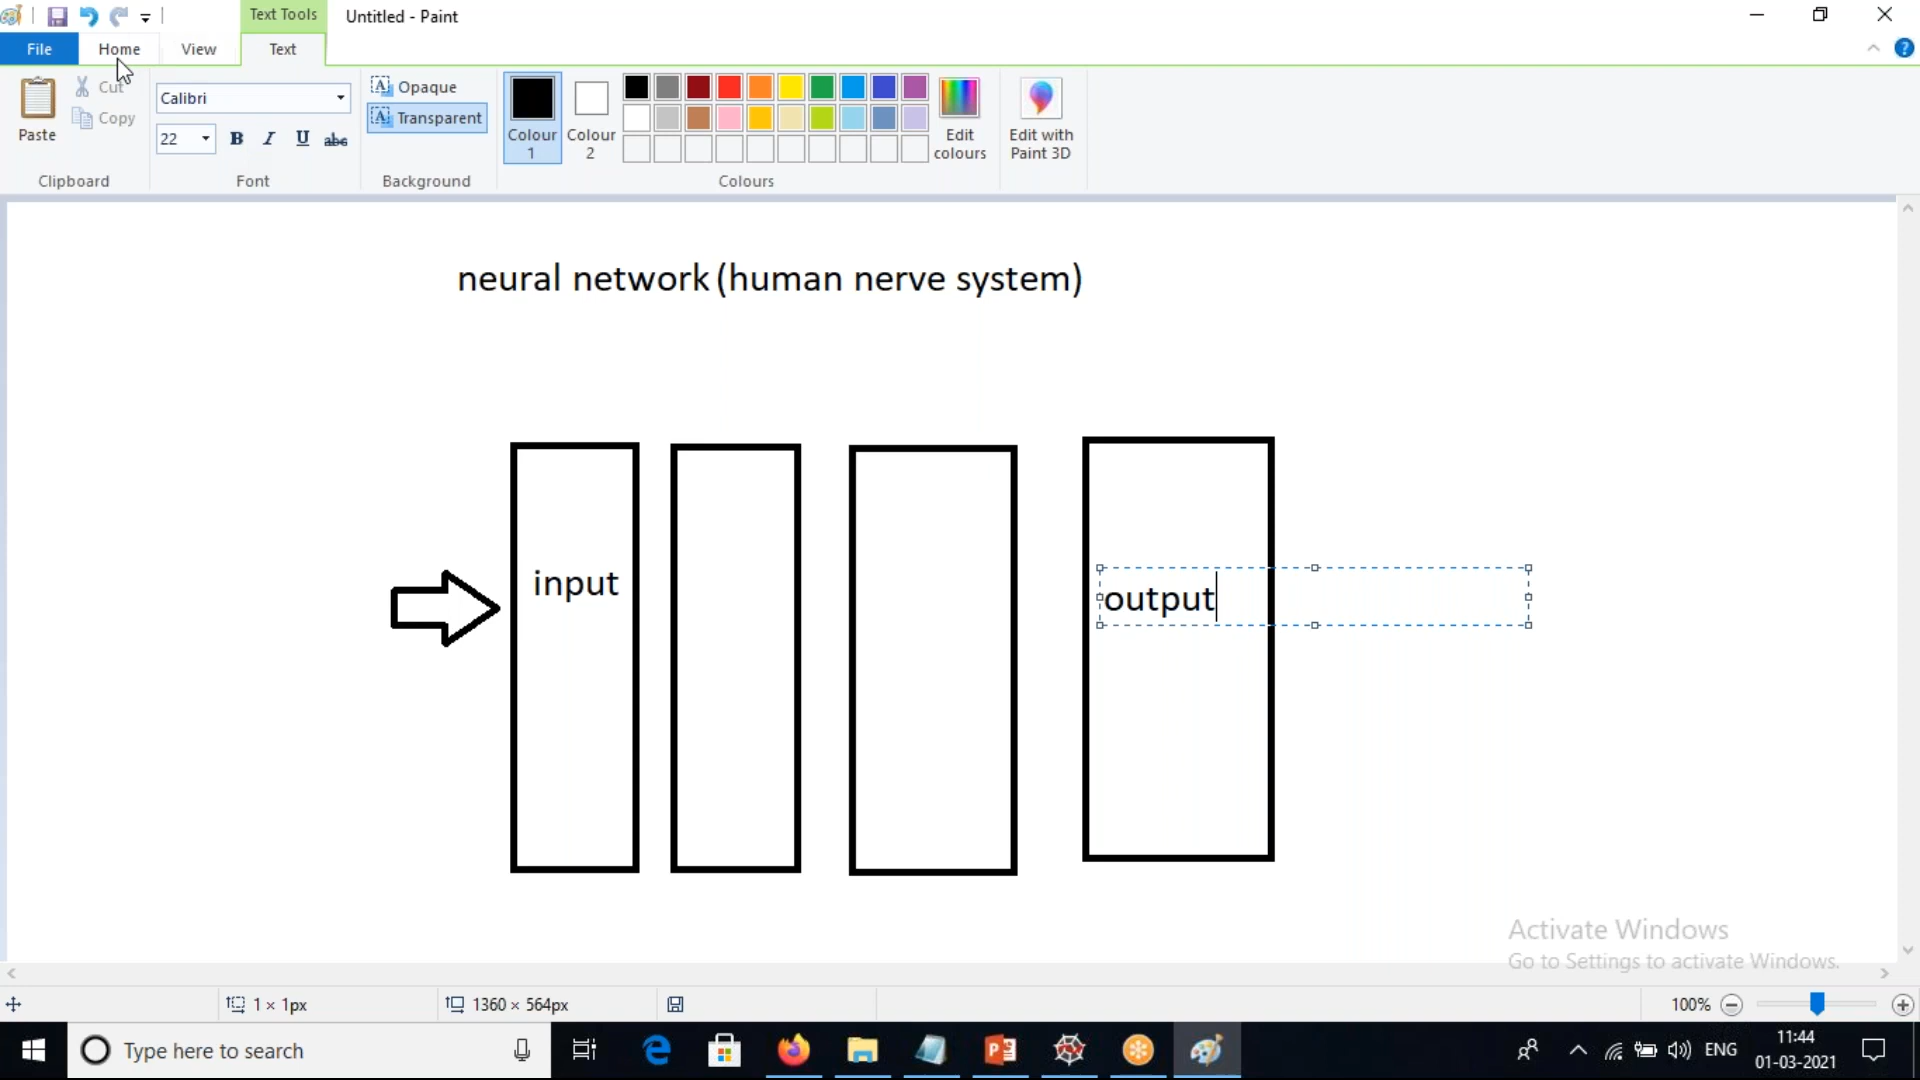 Text Tools
Untitled - Paint
File
Home
View
Text
Paste
Cut
Copy
Clipboard
Calibri
22
B I U abc
Font
Opaque
Transparent
Background
Colour 1
Colour 2
Edit colours
Colours
Edit with Paint 3D
neural network (human nerve system)
input
output
Activate Windows
Go to Settings to activate Windows.
1 × 1px
1360 × 564px
100%
Type here to search
ENG
11:44
01-03-2021